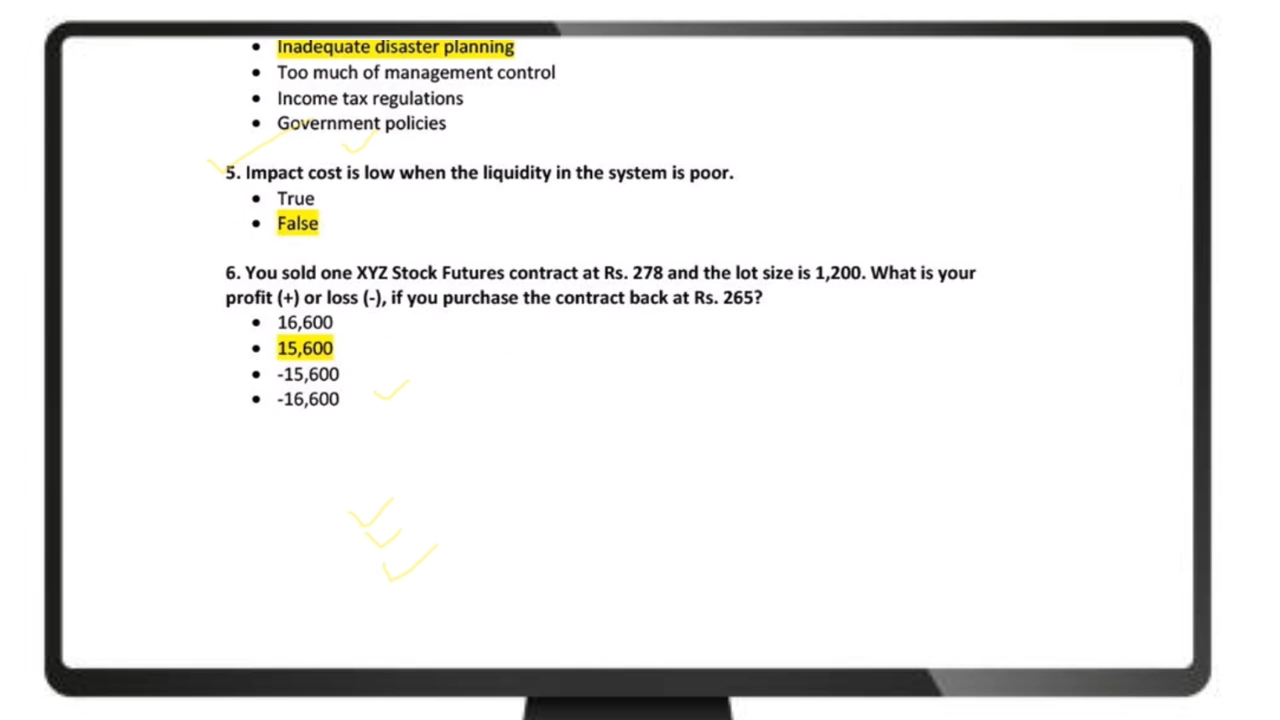 • Inadequate disaster planning
• Too much of management control
• Income tax regulations
• Government policies
5. Impact cost is low when the liquidity in the system is poor.
• True
• False
6. You sold one XYZ Stock Futures contract at Rs. 278 and the lot size is 1,200. What is your
profit (+) or loss (-), if you purchase the contract back at Rs. 265?
• 16,600
• 15,600
• -15,600
• -16,600